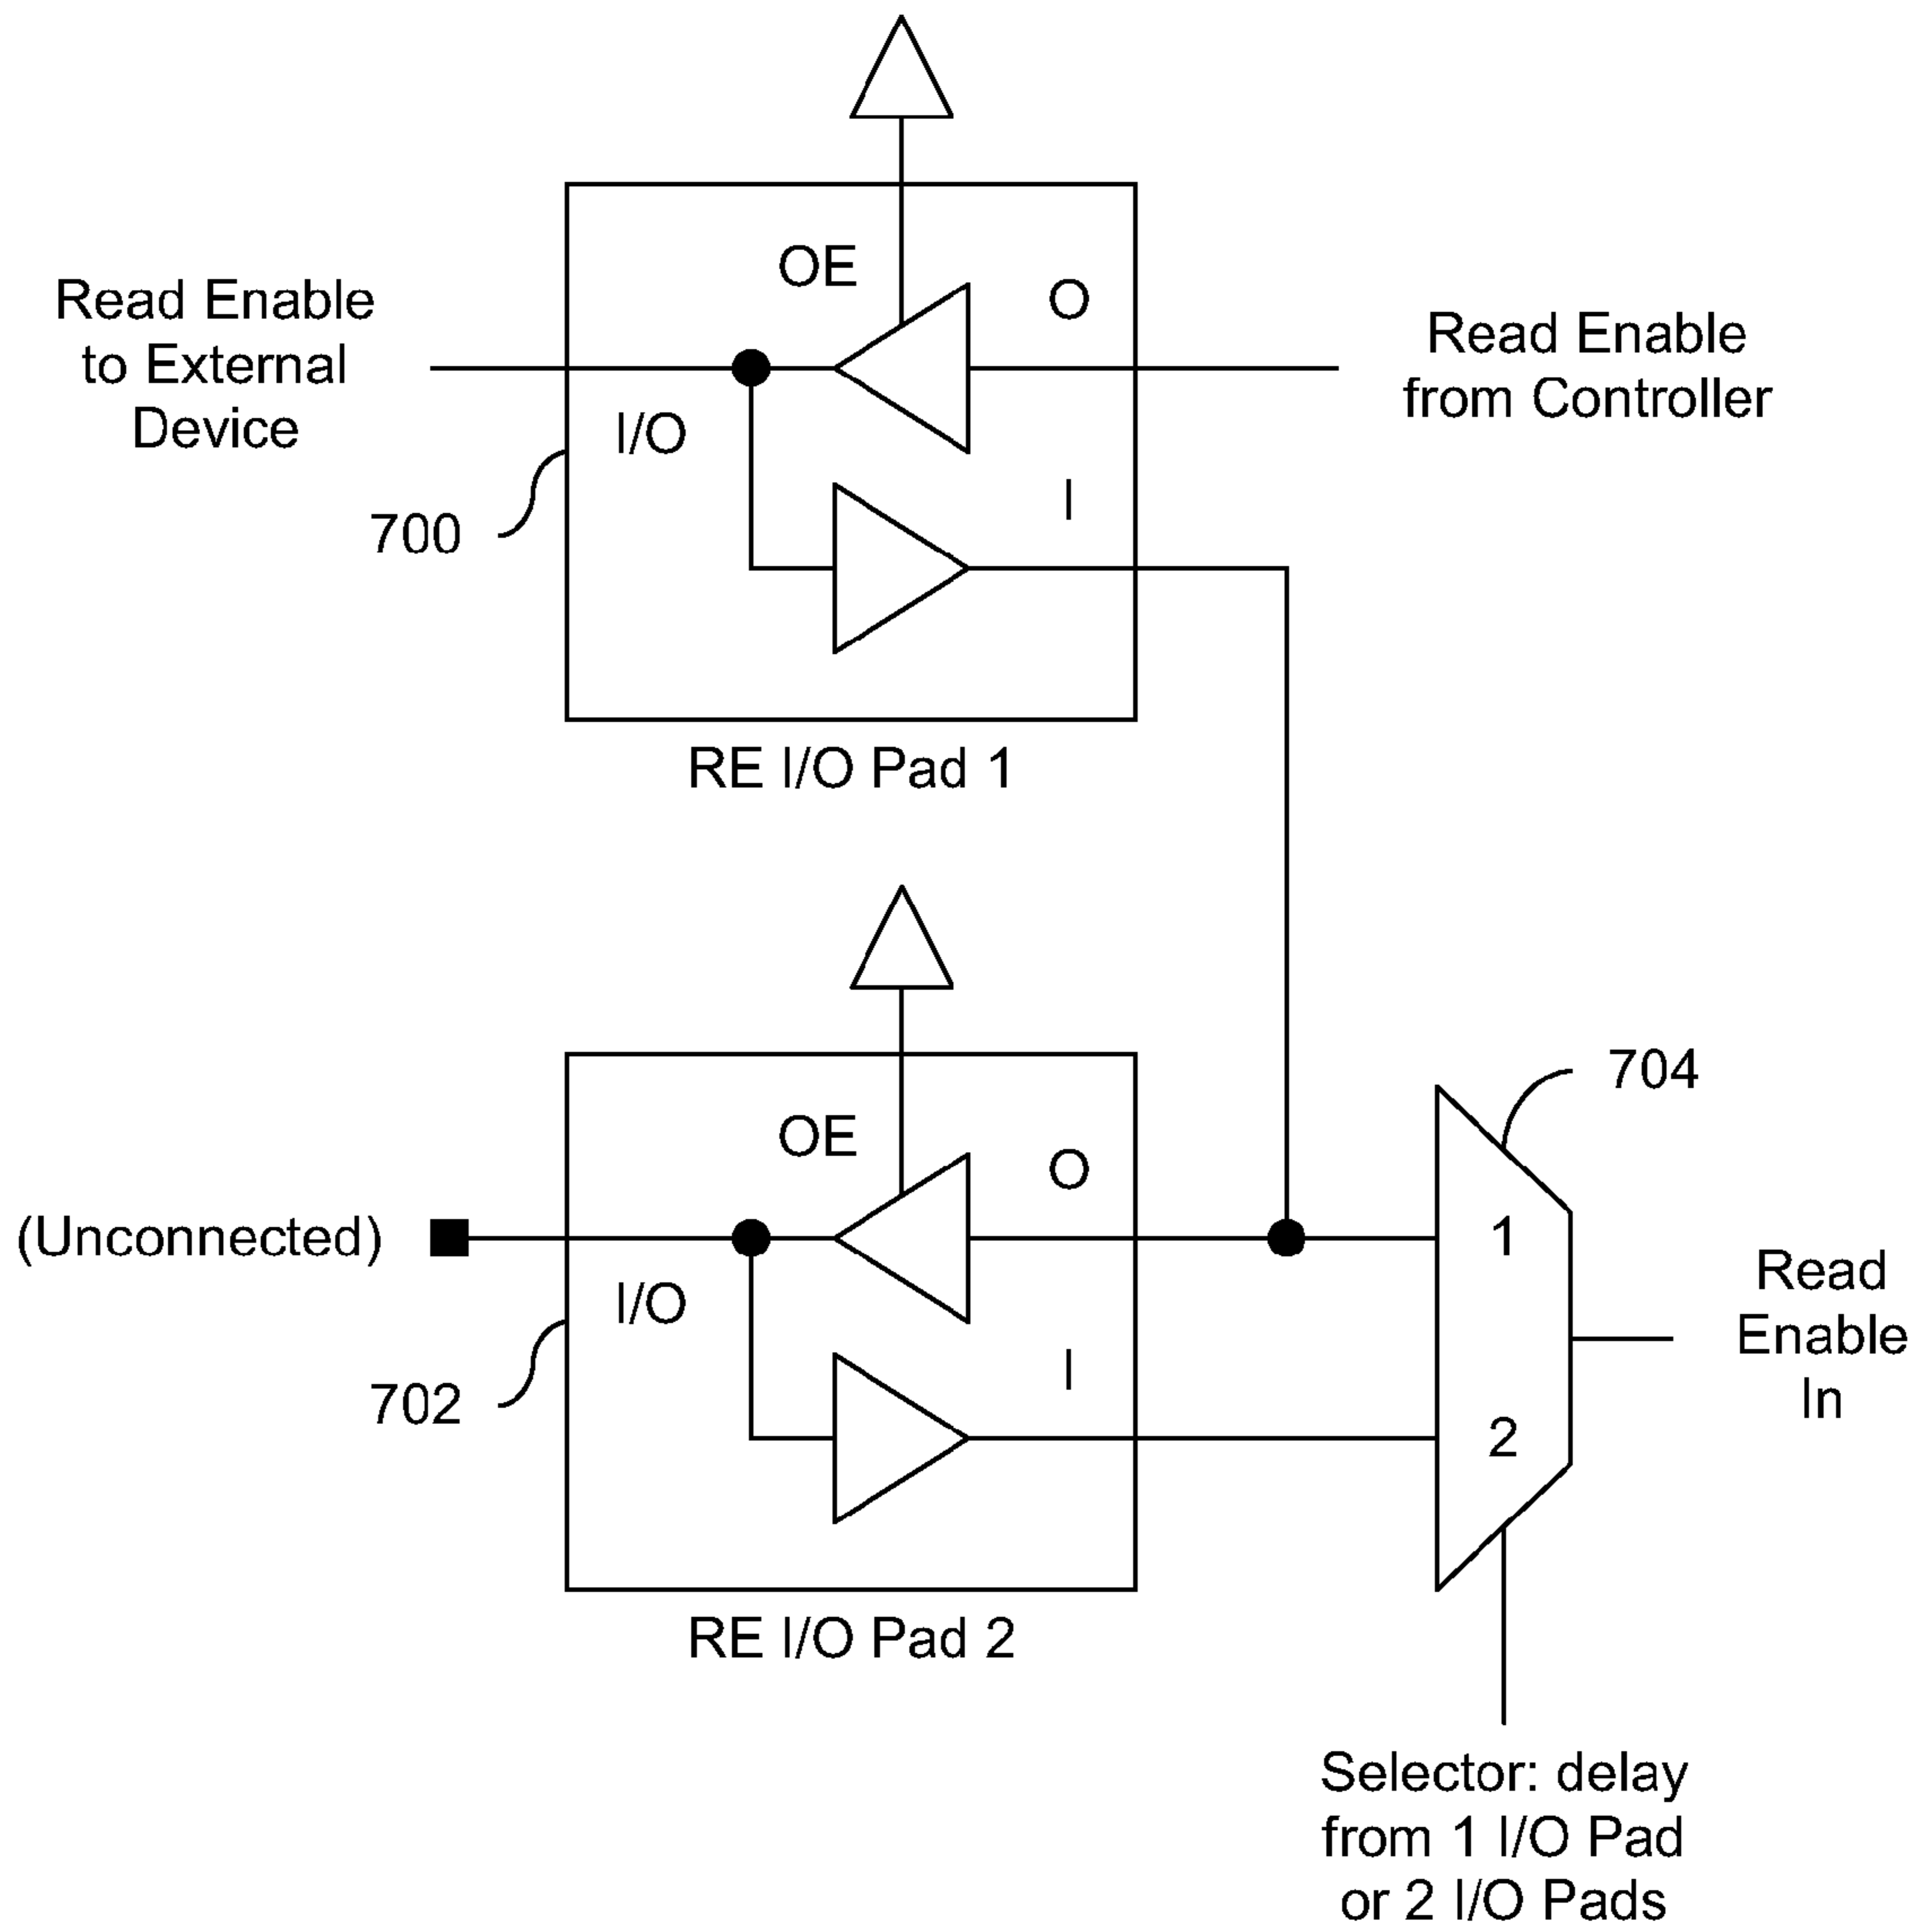 OE
O
Read Enable
to External
Device
Read Enable
from Controller
I/O
I
700
RE I/O Pad 1
704
OE
O
(Unconnected)
1
Read
Enable
In
I/O
I
702
2
RE I/O Pad 2
Selector: delay
from 1 I/O Pad
or 2 I/O Pads